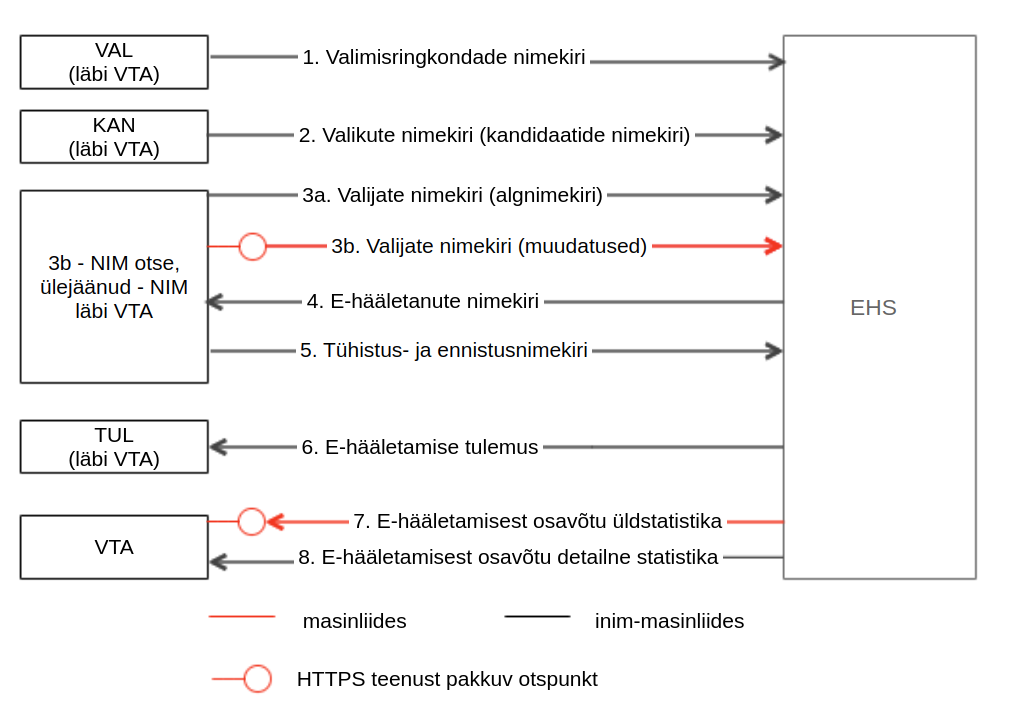 VAL
(läbi VTA)
1. Valimisringkondade nimekiri
KAN
(läbi VTA)
2. Valikute nimekiri (kandidaatide nimekiri)
3a. Valijate nimekiri (algnimekiri)
3b. Valijate nimekiri (muudatused)
3b - NIM otse,
ülejäänud - NIM
läbi VTA
4. E-hääletanute nimekiri
5. Tühistus- ja ennistusnimekiri
EHS
TUL
(läbi VTA)
6. E-hääletamise tulemus
7. E-hääletamisest osavõtu üldstatistika
VTA
8. E-hääletamisest osavõtu detailne statistika
masinliides
inim-masinliides
HTTPS teenust pakkuv otspunkt